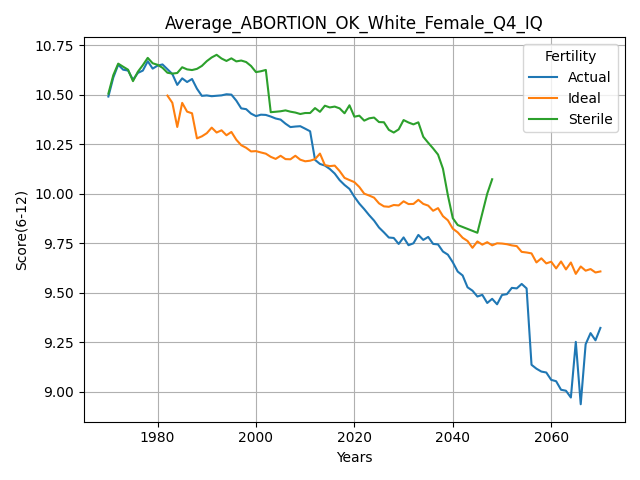 Average_ABORTION_OK_White_Female_Q4_IQ
Fertility
Actual
Ideal
Sterile
Score(6-12)
10.75
10.50
10.25
10.00
9.75
9.50
9.25
9.00
1980
2000
2020
2040
2060
Years